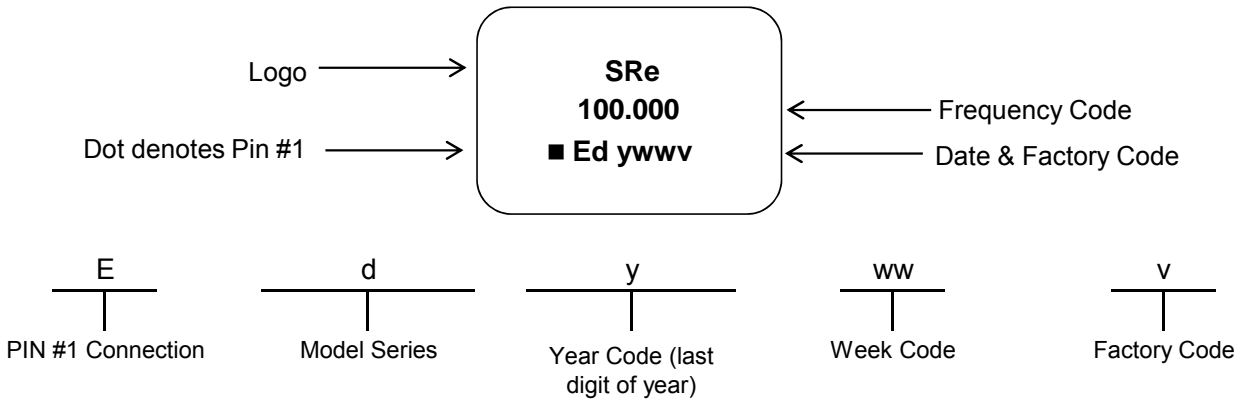 Logo
SRe
100.000
Frequency Code
Dot denotes Pin #1
■ Ed ywwv
Date & Factory Code
E
d
y
ww
v
PIN #1 Connection
Model Series
Year Code (last
digit of year)
Week Code
Factory Code